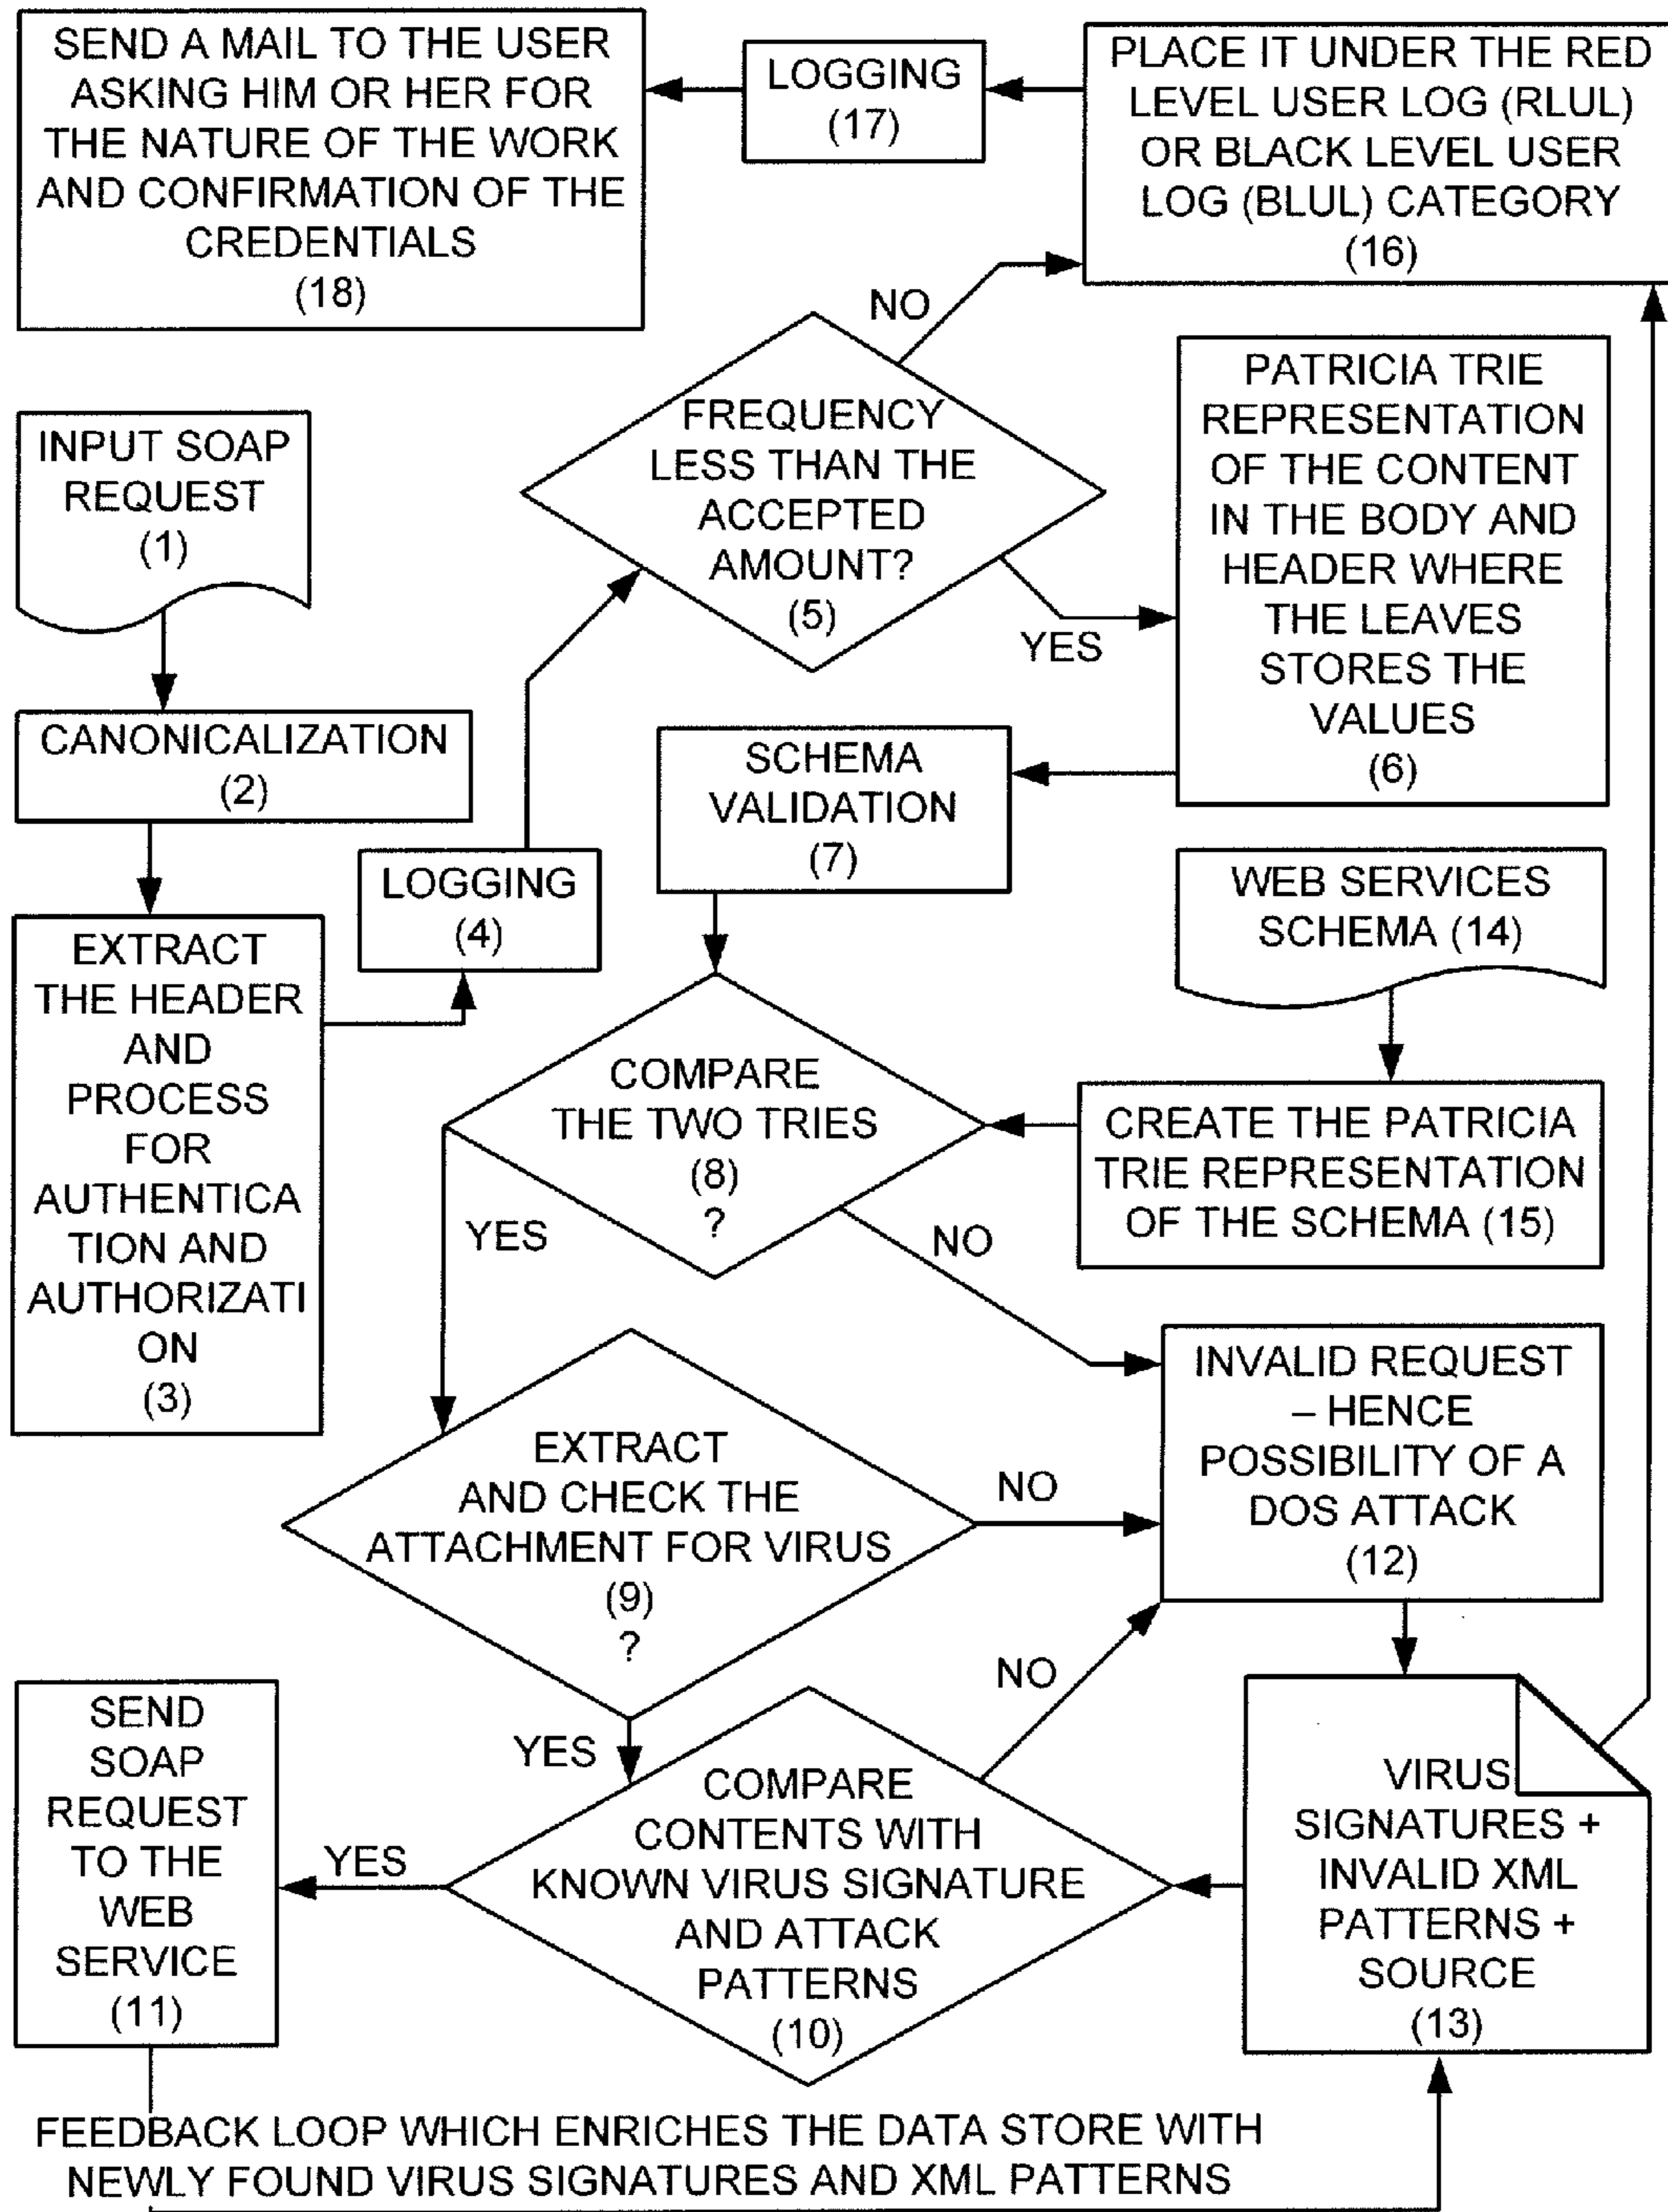 SEND A MAIL TO THE USER
ASKING HIM OR HER FOR
THE NATURE OF THE WORK
AND CONFIRMATION OF THE
CREDENTIALS
(18)
LOGGING
(17)
PLACE IT UNDER THE RED
LEVEL USER LOG (RLUL)
OR BLACK LEVEL USER
LOG (BLUL) CATEGORY
(16)
INPUT SOAP
REQUEST
(1)
CANONICALIZATION
(2)
EXTRACT
THE HEADER
AND
PROCESS
FOR
AUTHENTICA
TION AND
AUTHORIZATI
ON
(3)
LOGGING
(4)
FREQUENCY
LESS THAN THE
ACCEPTED
AMOUNT?
(5)
NO
YES
PATRICIA TRIE
REPRESENTATION
OF THE CONTENT
IN THE BODY AND
HEADER WHERE
THE LEAVES
STORES THE
VALUES
(6)
SCHEMA
VALIDATION
(7)
WEB SERVICES
SCHEMA (14)
CREATE THE PATRICIA
TRIE REPRESENTATION
OF THE SCHEMA (15)
COMPARE
THE TWO TRIES
(8)
?
YES
NO
EXTRACT
AND CHECK THE
ATTACHMENT FOR VIRUS
(9)
?
NO
YES
INVALID REQUEST
– HENCE
POSSIBILITY OF A
DOS ATTACK
(12)
COMPARE
CONTENTS WITH
KNOWN VIRUS SIGNATURE
AND ATTACK
PATTERNS
(10)
NO
YES
SEND
SOAP
REQUEST
TO THE
WEB
SERVICE
(11)
VIRUS
SIGNATURES +
INVALID XML
PATTERNS +
SOURCE
(13)
FEEDBACK LOOP WHICH ENRICHES THE DATA STORE WITH
NEWLY FOUND VIRUS SIGNATURES AND XML PATTERNS